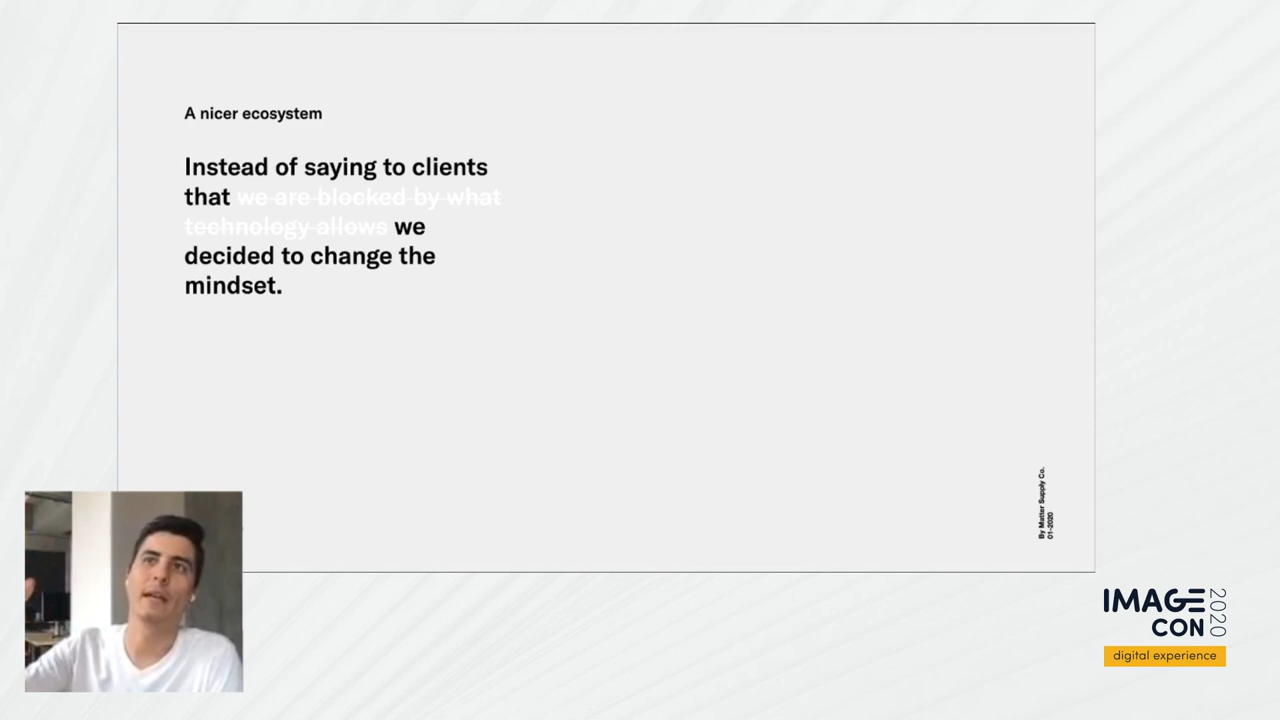 A nicer ecosystem
Instead of saying to clients
that we are blocked by what
technology allows we
decided to change the
mindset.
By Matter Supply Co.
01-2020
IMAGE
CON
2020
digital experience